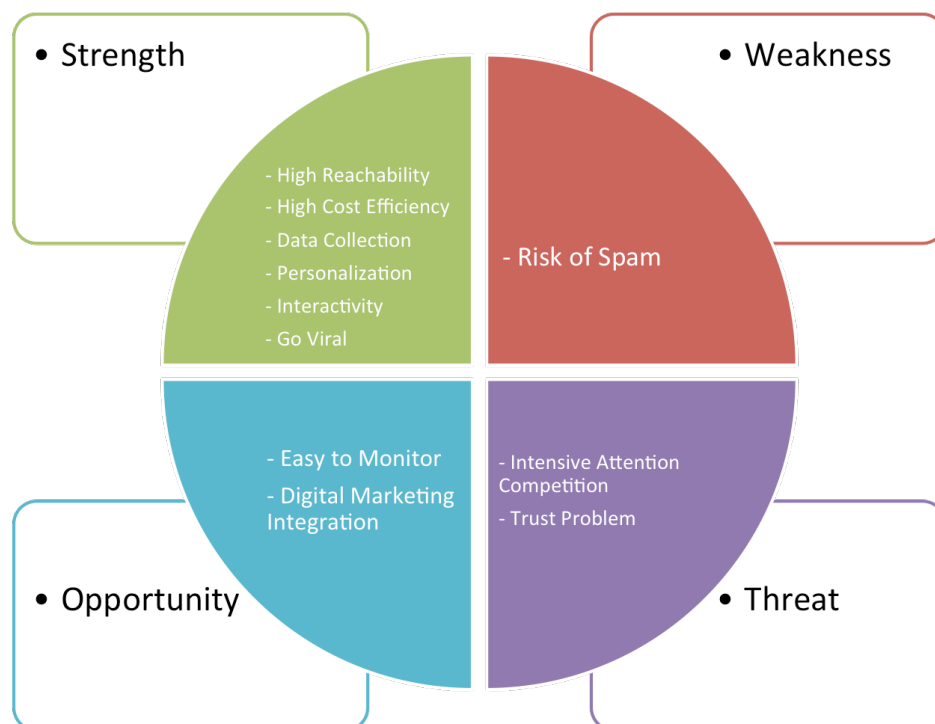 • Strength
- High Reachability
- High Cost Efficiency
- Data Collection
- Personalization
- Interactivity
- Go Viral
• Weakness
- Risk of Spam
• Opportunity
- Easy to Monitor
- Digital Marketing
Integration
• Threat
- Intensive Attention
Competition
- Trust Problem